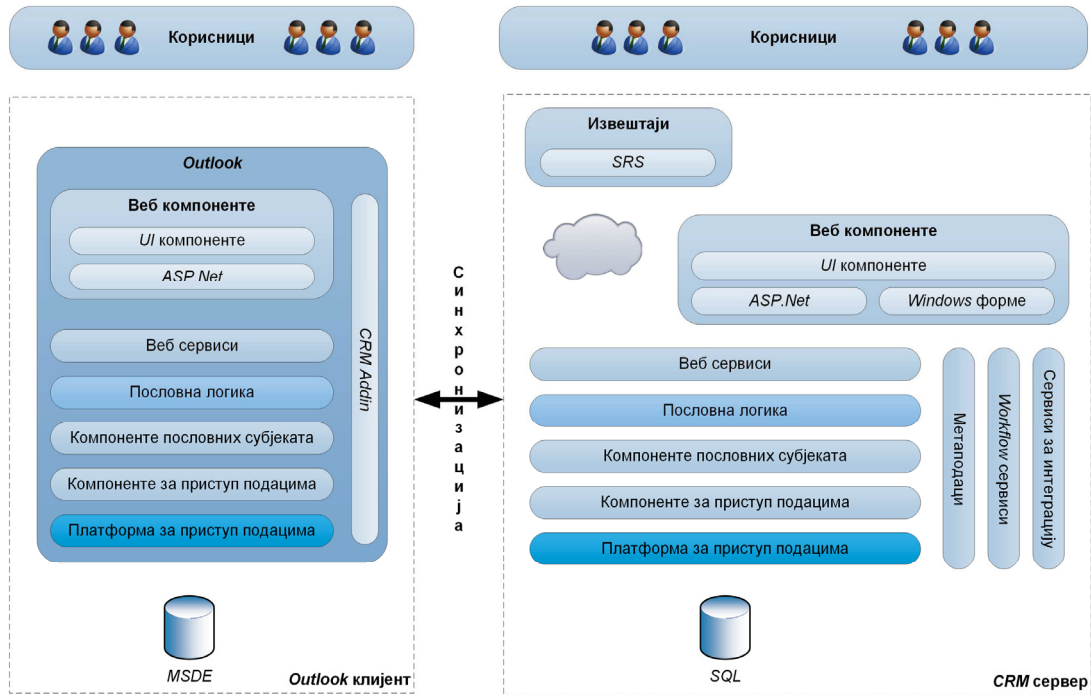 Корисници
Корисници
Outlook
Веб компоненте
UI компоненте
ASP.Net
Веб сервиси
Пословна логика
Компоненте пословних субјеката
Компоненте за приступ подацима
Платформа за приступ подацима
CRM Addin
MSDE
Outlook клијент
Синхронизација
Извештаји
SRS
Веб компоненте
UI компоненте
ASP.Net
Windows форме
Веб сервиси
Пословна логика
Компоненте пословних субјеката
Компоненте за приступ подацима
Платформа за приступ подацима
Метаподаци
Workflow сервиси
Сервиси за интеграцију
SQL
CRM сервер